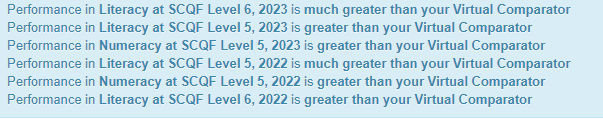 Performance in Literacy at SCQF Level 6, 2023 is much greater than your Virtual Comparator
Performance in Literacy at SCQF Level 5, 2023 is greater than your Virtual Comparator
Performance in Numeracy at SCQF Level 5, 2023 is greater than your Virtual Comparator
Performance in Literacy at SCQF Level 5, 2022 is much greater than your Virtual Comparator
Performance in Numeracy at SCQF Level 5, 2022 is greater than your Virtual Comparator
Performance in Literacy at SCQF Level 6, 2022 is greater than your Virtual Comparator